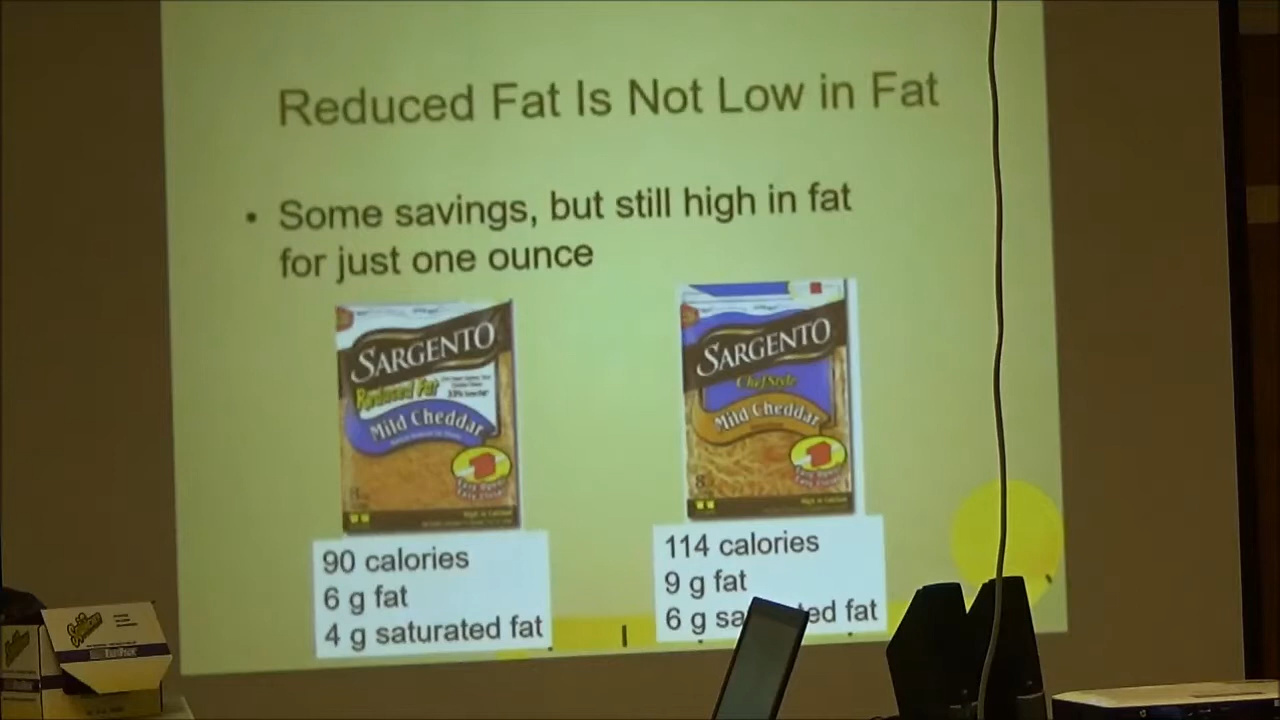 Reduced Fat Is Not Low in Fat
• Some savings, but still high in fat
for just one ounce
SARGENTO
Reduced Fat
Mild Cheddar
SARGENTO
ChefStyle
Mild Cheddar
90 calories
6 g fat
4 g saturated fat
114 calories
9 g fat
6 g sa ed fat